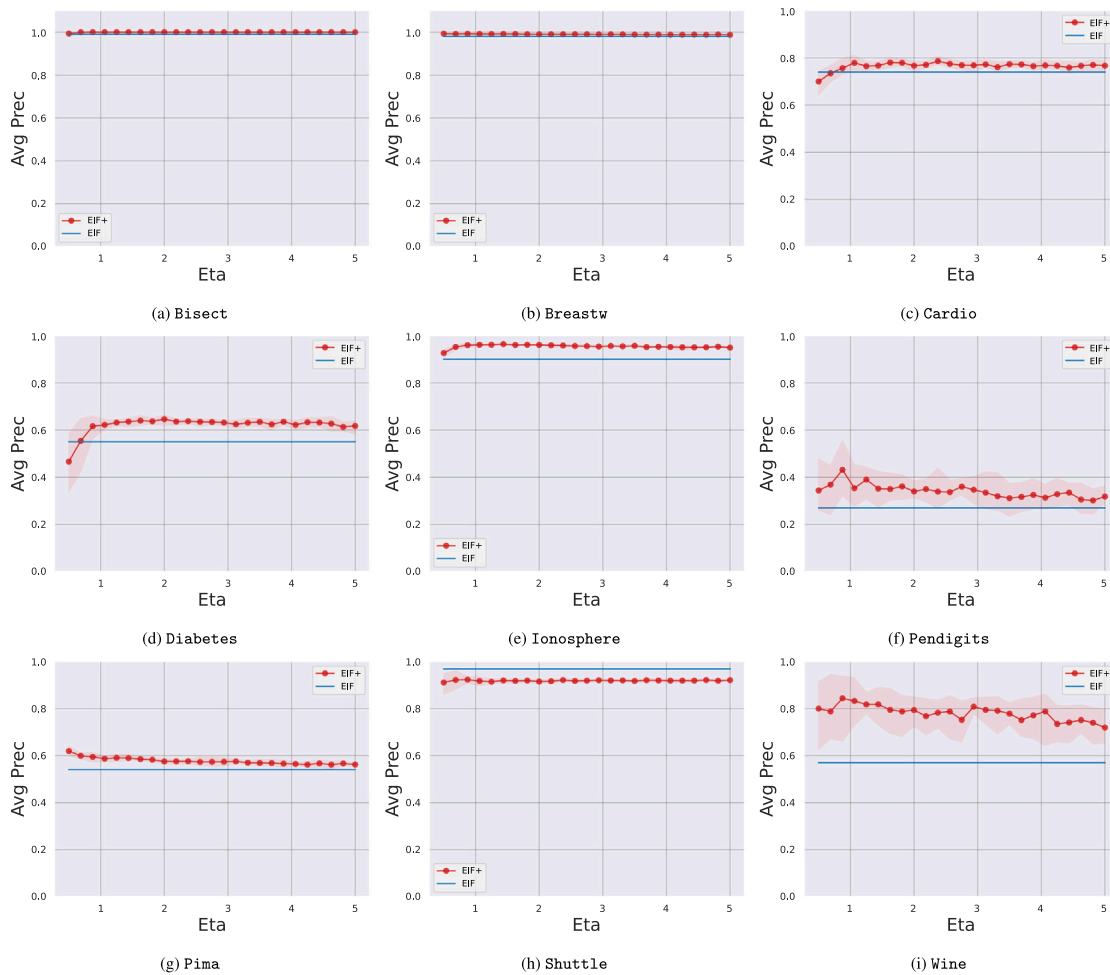 1.0
0.8
0.6
0.4
0.2
0.0
Avg Prec
EIF+
EIF
1 2 3 4 5
Eta
(a) Bisect
1.0
0.8
0.6
0.4
0.2
0.0
Avg Prec
EIF+
EIF
1 2 3 4 5
Eta
(b) Breastw
1.0
0.8
0.6
0.4
0.2
0.0
Avg Prec
EIF+
EIF
1 2 3 4 5
Eta
(c) Cardio
1.0
0.8
0.6
0.4
0.2
0.0
Avg Prec
EIF+
EIF
1 2 3 4 5
Eta
(d) Diabetes
1.0
0.8
0.6
0.4
0.2
0.0
Avg Prec
EIF+
EIF
1 2 3 4 5
Eta
(e) Ionosphere
1.0
0.8
0.6
0.4
0.2
0.0
Avg Prec
EIF+
EIF
1 2 3 4 5
Eta
(f) Pendigits
1.0
0.8
0.6
0.4
0.2
0.0
Avg Prec
EIF+
EIF
1 2 3 4 5
Eta
(g) Pima
1.0
0.8
0.6
0.4
0.2
0.0
Avg Prec
EIF+
EIF
1 2 3 4 5
Eta
(h) Shuttle
1.0
0.8
0.6
0.4
0.2
0.0
Avg Prec
EIF+
EIF
1 2 3 4 5
Eta
(i) Wine